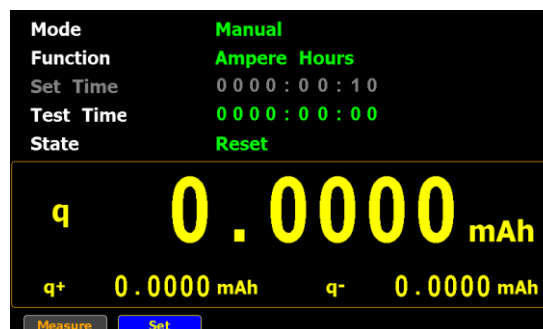 Mode Manual
Function Ampere Hours
Set Time 0000:00:10
Test Time 0000:00:00
State Reset
q 0.0000 mAh
q+ 0.0000 mAh q- 0.0000 mAh
Measure Set